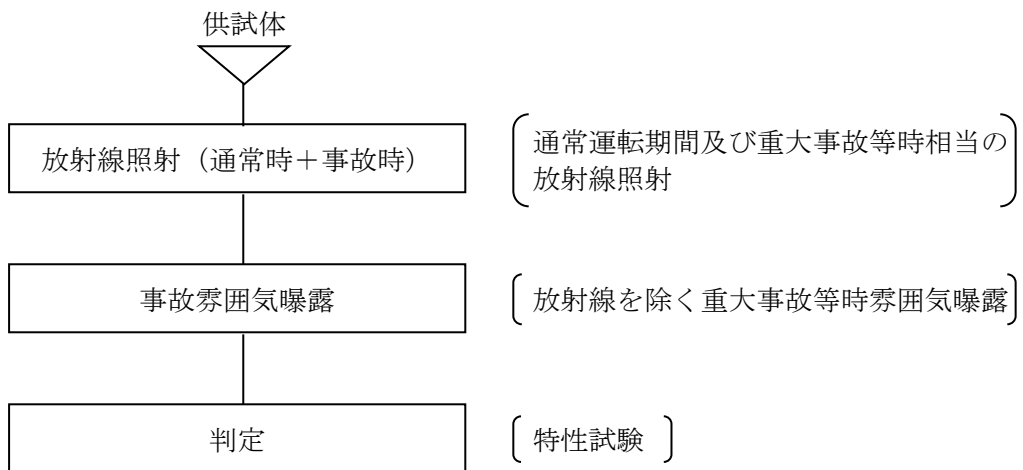 供試体
放射線照射（通常時＋事故時）
通常運転期間及び重大事故等時相当の
放射線照射
事故雰囲気曝露
放射線を除く重大事故等時雰囲気曝露
判定
特性試験